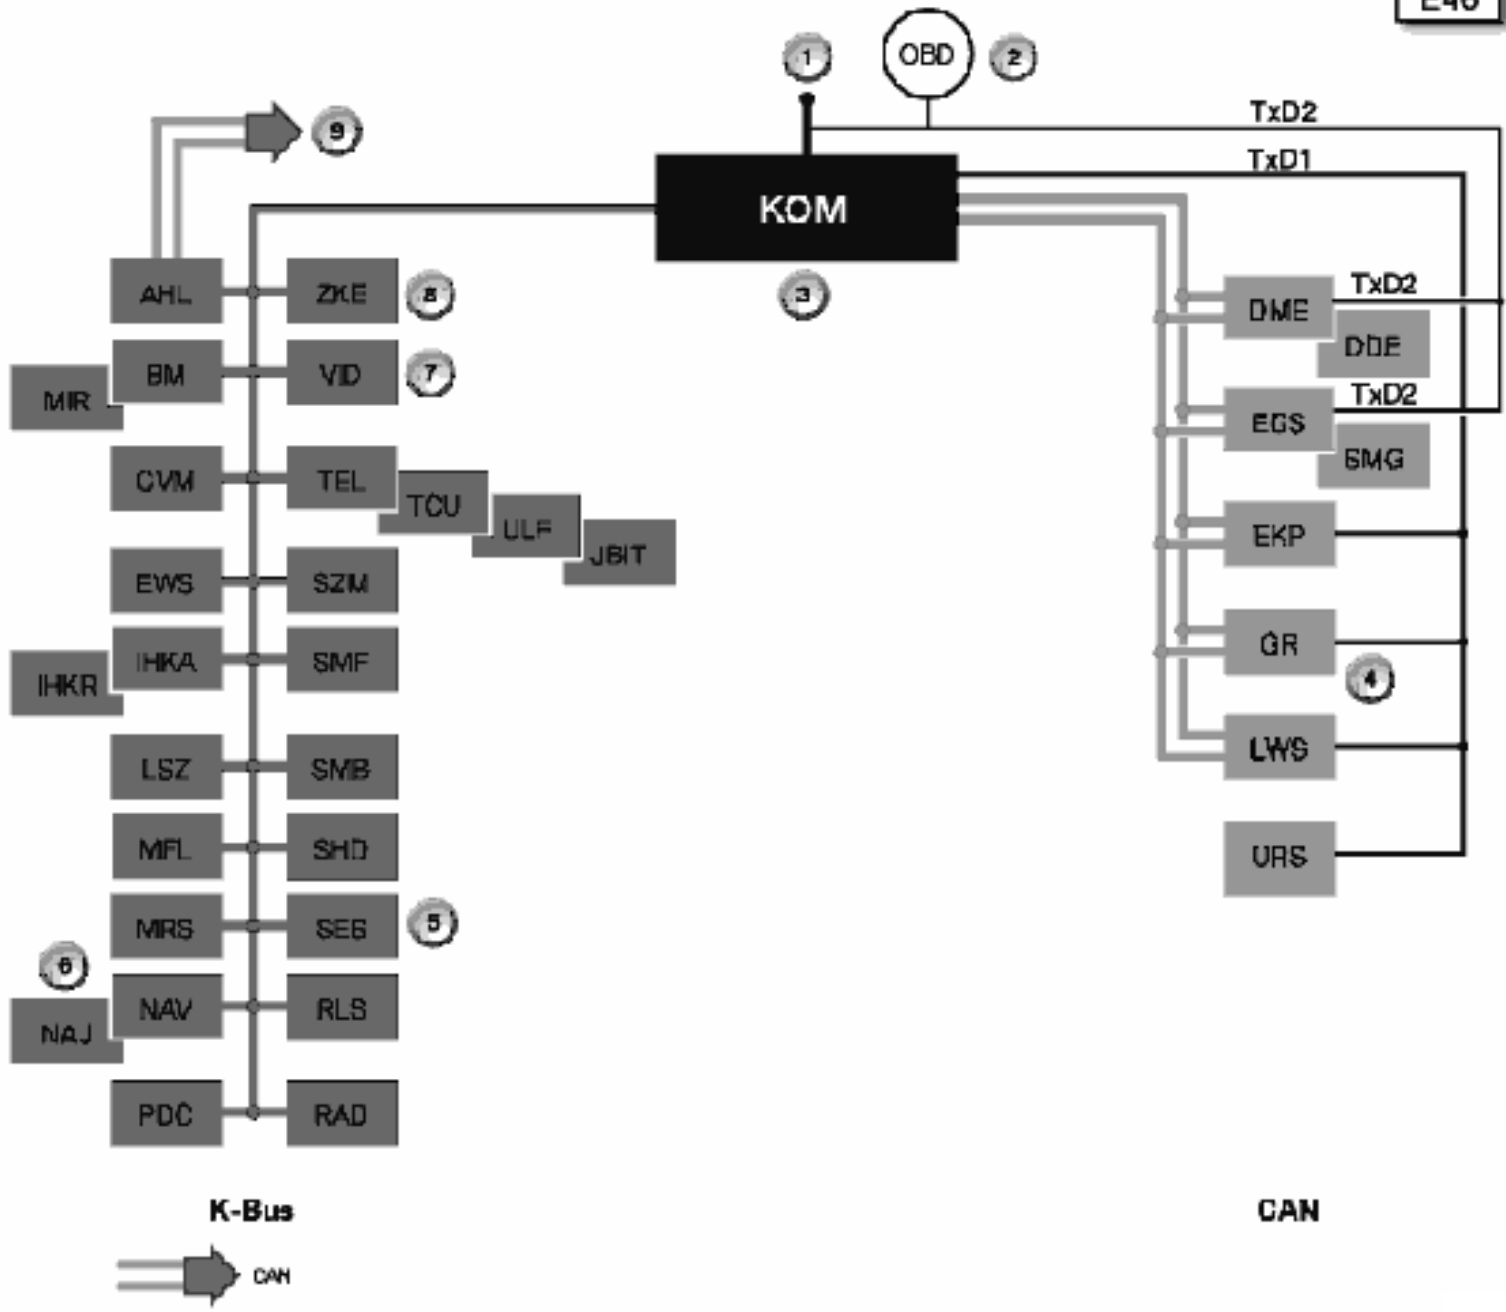 E46
1
OBD
2
TxD2
9
TxD1
KOM
AHL
ZKE
8
3
DME
TxD2
DDE
BM
VID
7
MIR
TxD2
EGS
SMG
CVM
TEL
TCU
ULF
JBIT
EKP
EWS
SZM
GR
IHKA
SMF
IHKR
4
LSZ
SMB
LWS
MFL
SHD
URS
MRS
SES
5
6
NAV
RLS
NAJ
PDC
RAD
K-Bus
CAN
CAN